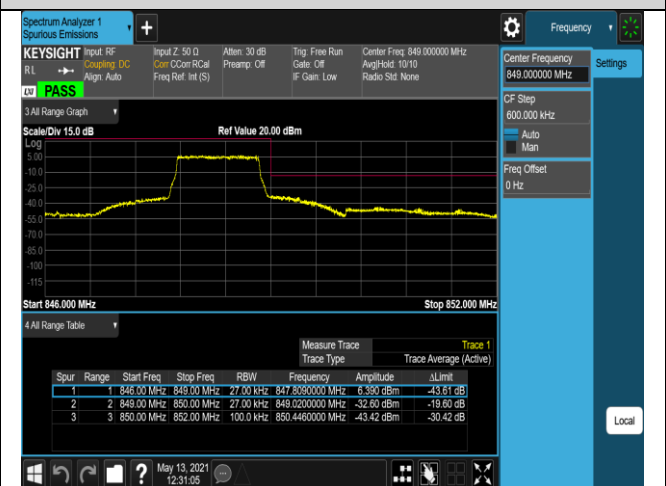 Spectrum Analyzer 1
Spurious Emissions
Frequency
KEYSIGHT
RL
Align: Auto
Input: RF
Coupling: DC
Input Z: 50 Ω
Corr CCorr RCal
Freq Ref: Int (S)
Atten: 30 dB
Preamp: Off
Trig: Free Run
Gate: Off
IF Gain: Low
Center Freq: 849.000000 MHz
Avg|Hold: 10/10
Radio Std: None
LXI PASS
Center Frequency
849.000000 MHz
Settings
CF Step
600.000 kHz
Auto
Man
Freq Offset
0 Hz
3 All Range Graph
Scale/Div 15.0 dB
Ref Value 20.00 dBm
Log
5.00
-10.0
-25.0
-40.0
-55.0
-70.0
-85.0
-100
-115
Start 846.000 MHz
Stop 852.000 MHz
4 All Range Table
Measure Trace Trace 1
Trace Type Trace Average (Active)
Spur Range Start Freq Stop Freq RBW Frequency Amplitude ΔLimit
1 1 846.00 MHz 849.00 MHz 27.00 kHz 847.8090000 MHz 6.390 dBm -43.61 dB
2 2 849.00 MHz 850.00 MHz 27.00 kHz 849.0200000 MHz -32.60 dBm -19.60 dB
3 3 850.00 MHz 852.00 MHz 100.0 kHz 850.4460000 MHz -43.42 dBm -30.42 dB
Local
May 13, 2021
12:31:05